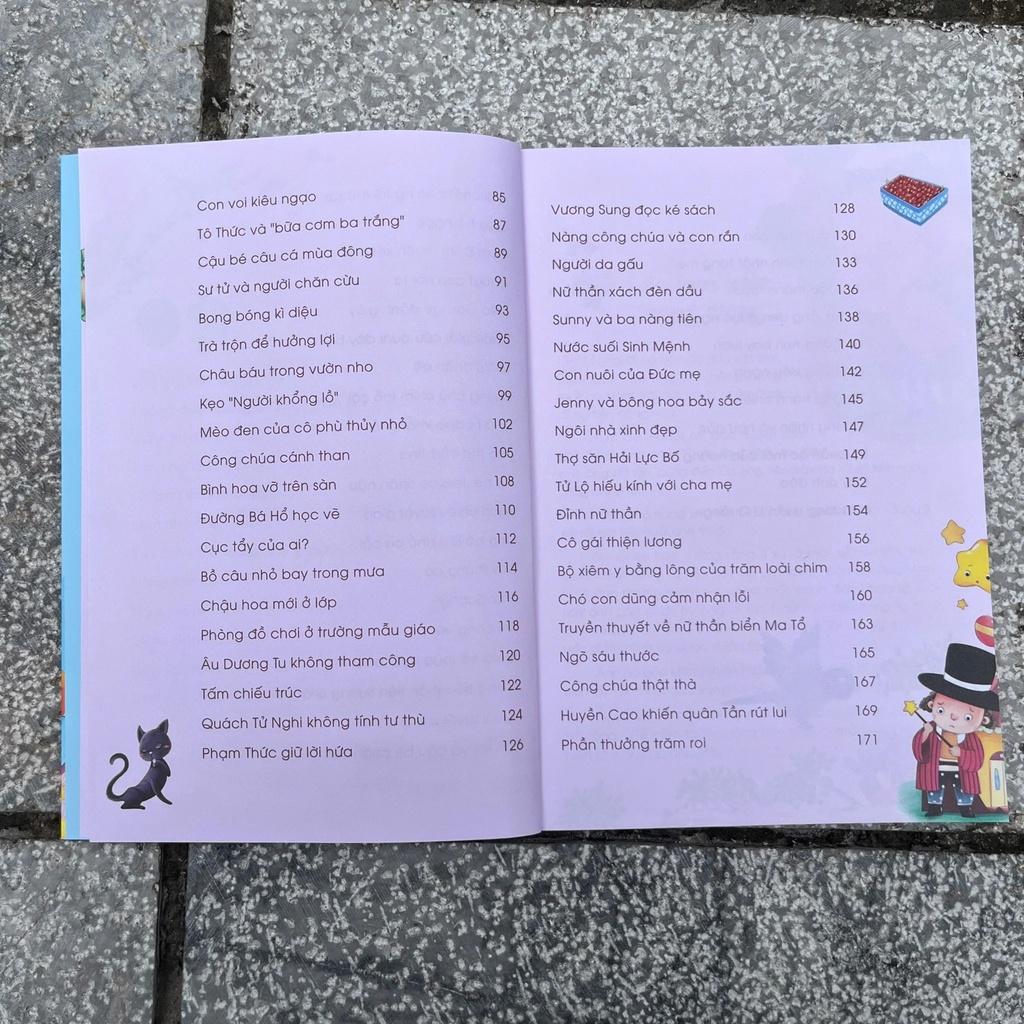 Con voi kiêu ngạo 85
Tô Thức và "bữa cơm ba trắng" 87
Cậu bé câu cá mùa đông 89
Sư tử và người chăn cừu 91
Bong bóng kì diệu 93
Trà trộn để hưởng lợi 95
Châu báu trong vườn nho 97
Kẹo "Người khổng lồ" 99
Mèo đen của cô phù thủy nhỏ 102
Công chúa cánh than 105
Bình hoa vỡ trên sàn 108
Đường Bá Hổ học vẽ 110
Cục tẩy của ai? 112
Bồ câu nhỏ bay trong mưa 114
Chậu hoa mới ở lớp 116
Phòng đồ chơi ở trường mẫu giáo 118
Âu Dương Tu không tham công 120
Tấm chiếu trúc 122
Quách Tử Nghi không tính tư thù 124
Phạm Thức giữ lời hứa 126
Vương Sung đọc ké sách 128
Nàng công chúa và con rắn 130
Người da gấu 133
Nữ thần xách đèn dầu 136
Sunny và ba nàng tiên 138
Nước suối Sinh Mệnh 140
Con nuôi của Đức mẹ 142
Jenny và bông hoa bảy sắc 145
Ngôi nhà xinh đẹp 147
Thợ săn Hải Lực Bố 149
Tử Lộ hiếu kính với cha mẹ 152
Đỉnh nữ thần 154
Cô gái thiện lương 156
Bộ xiêm y bằng lông của trăm loài chim 158
Chó con dũng cảm nhận lỗi 160
Truyền thuyết về nữ thần biển Ma Tổ 163
Ngõ sáu thước 165
Công chúa thật thà 167
Huyền Cao khiến quân Tần rút lui 169
Phần thưởng trăm roi 171